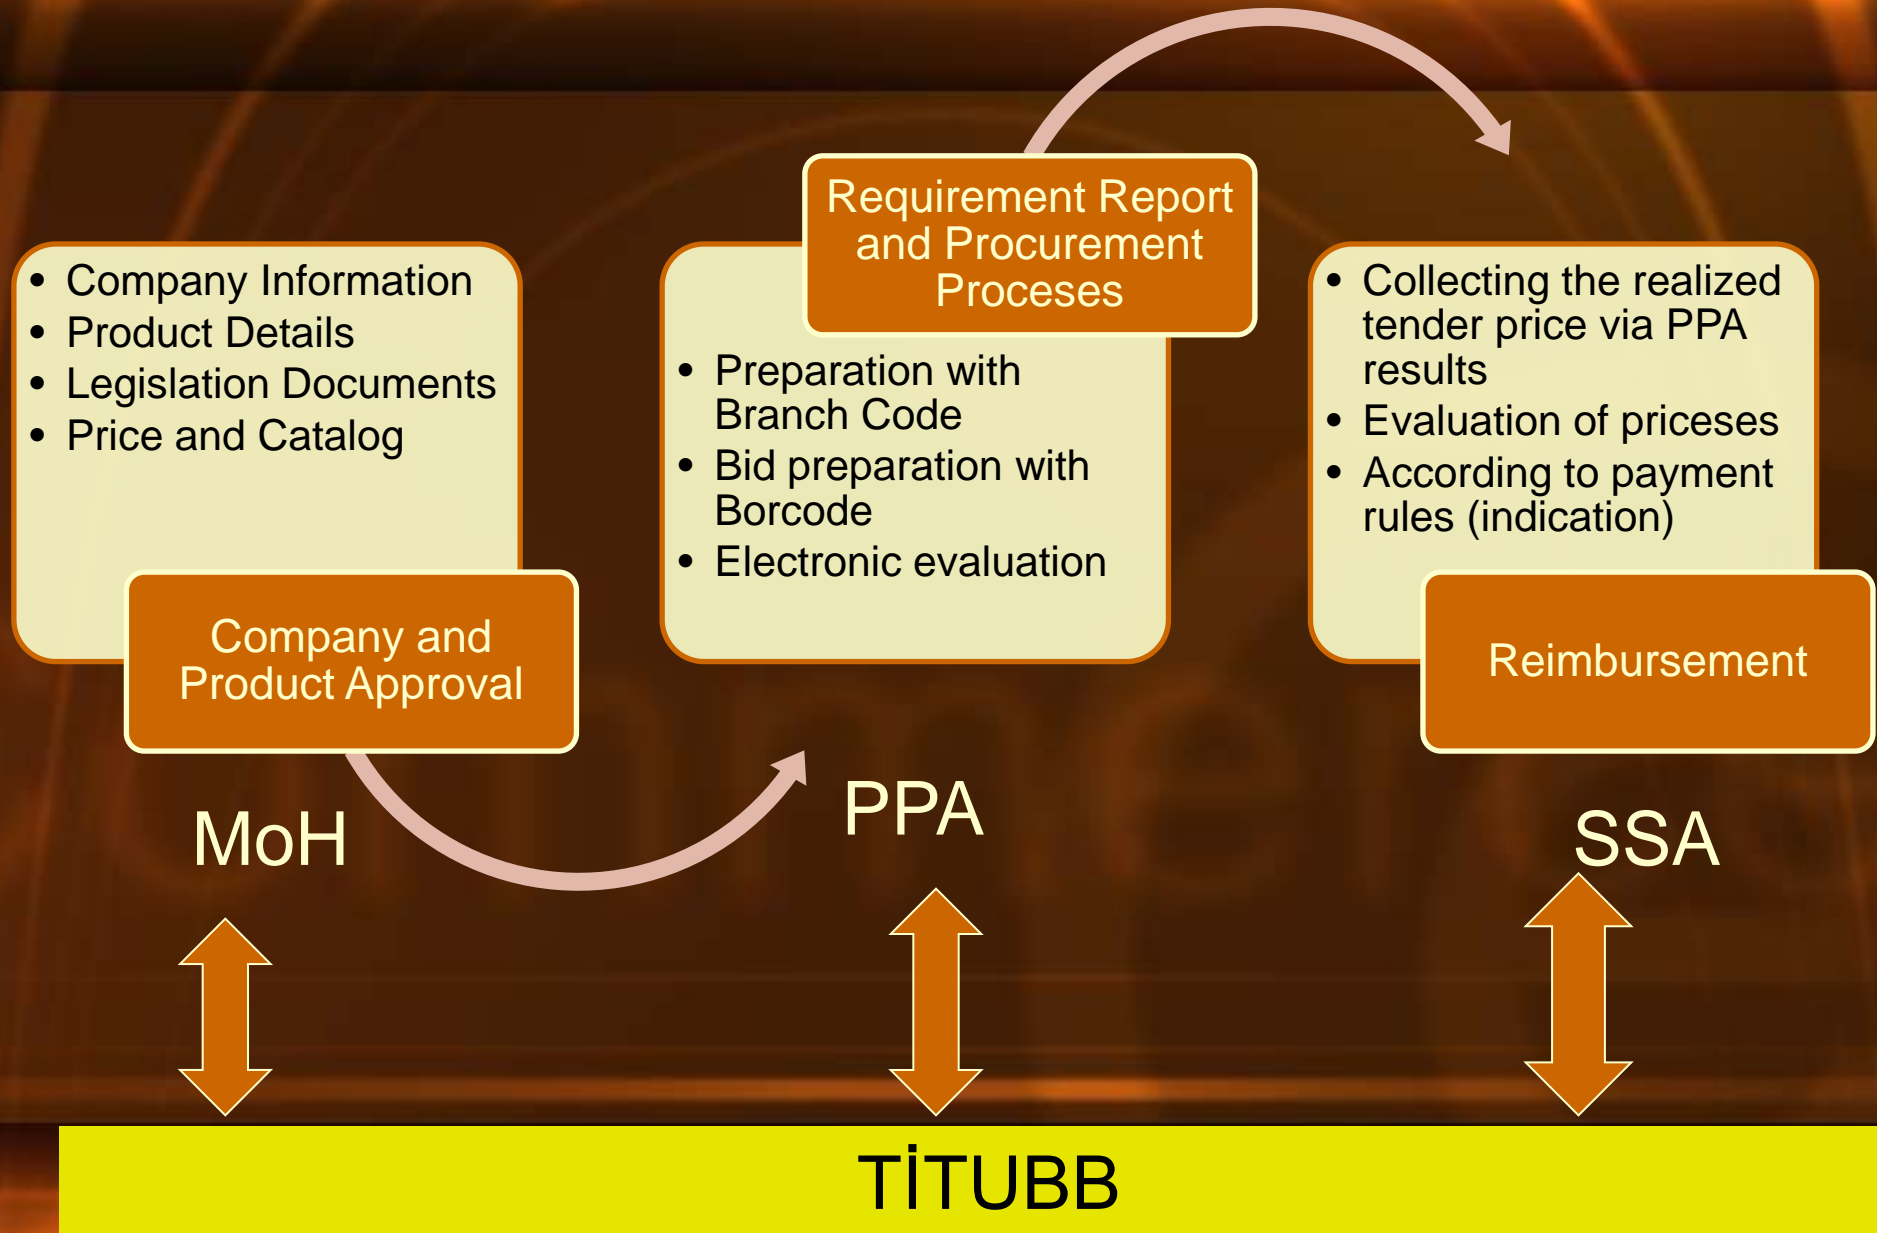 • Company Information
• Product Details
• Legislation Documents
• Price and Catalog
Company and
Product Approval
MoH
Requirement Report
and Procurement
Proceses
• Preparation with
Branch Code
• Bid preparation with
Borcode
• Electronic evaluation
PPA
• Collecting the realized
tender price via PPA
results
• Evaluation of priceses
• According to payment
rules (indication)
Reimbursement
SSA
TİTUBB